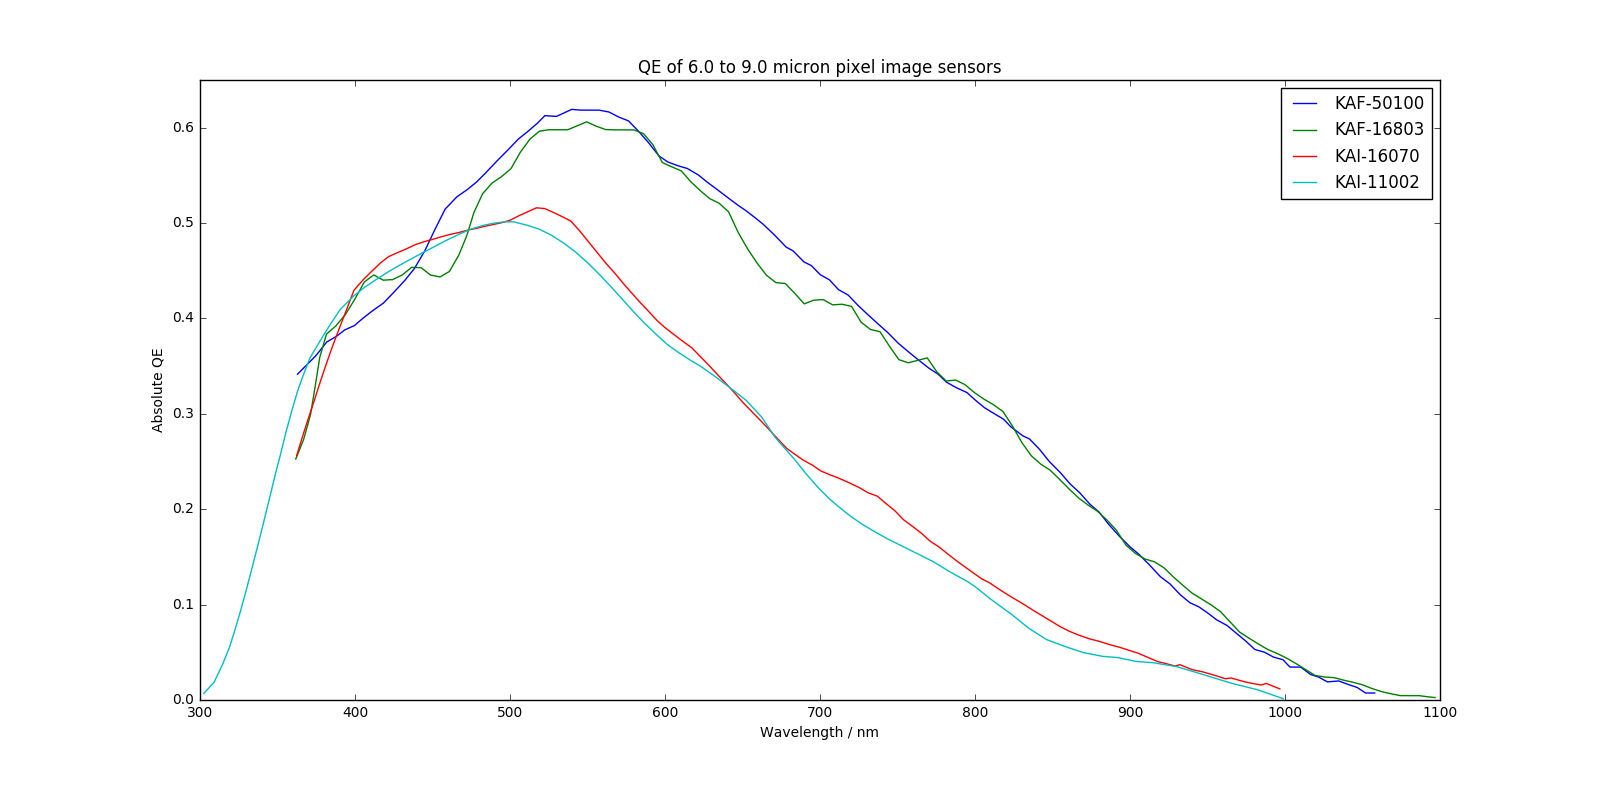 QE of 6.0 to 9.0 micron pixel image sensors
KAF-50100
KAF-16803
KAI-16070
KAI-11002
Absolute QE
0.6
0.5
0.4
0.3
0.2
0.1
0.0
300 400 500 600 700 800 900 1000 1100
Wavelength / nm